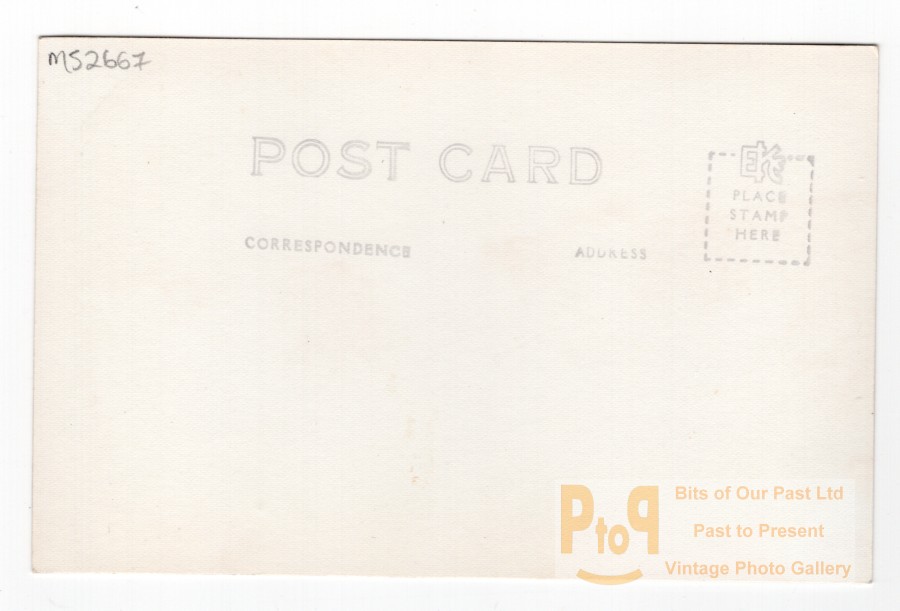 MS2667
POST CARD
EKC
PLACE
STAMP
HERE
CORRESPONDENCE
ADDRESS
PtoP
Bits of Our Past Ltd
Past to Present
Vintage Photo Gallery